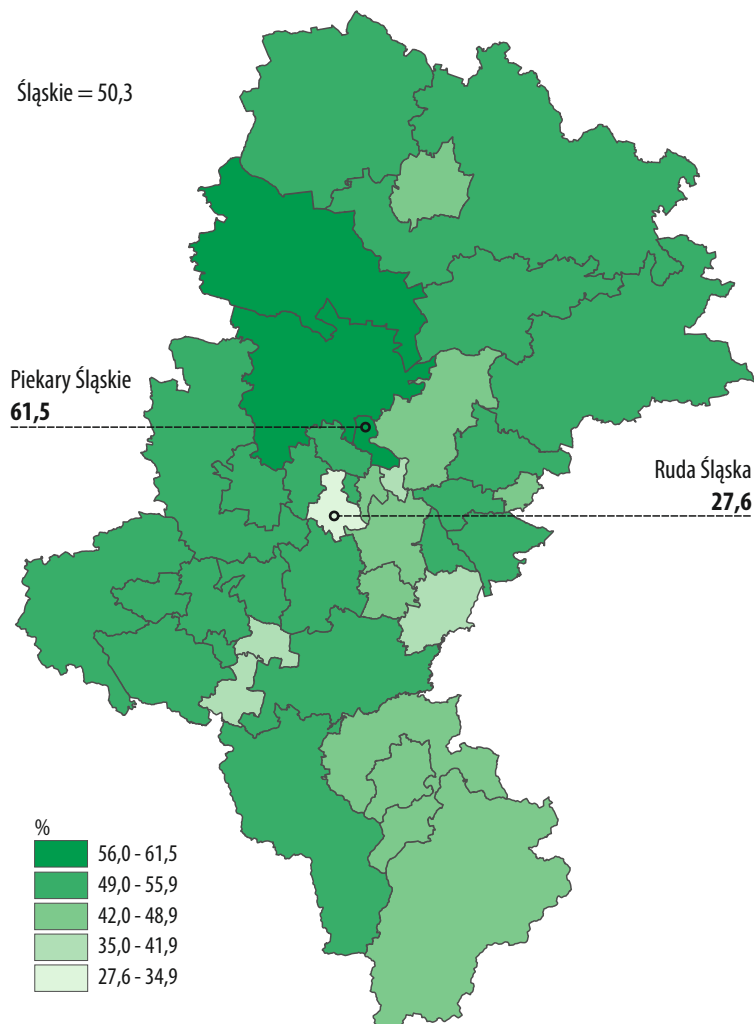 Śląskie = 50,3
Piekary Śląskie
61,5
Ruda Śląska
27,6
%
56,0 - 61,5
49,0 - 55,9
42,0 - 48,9
35,0 - 41,9
27,6 - 34,9